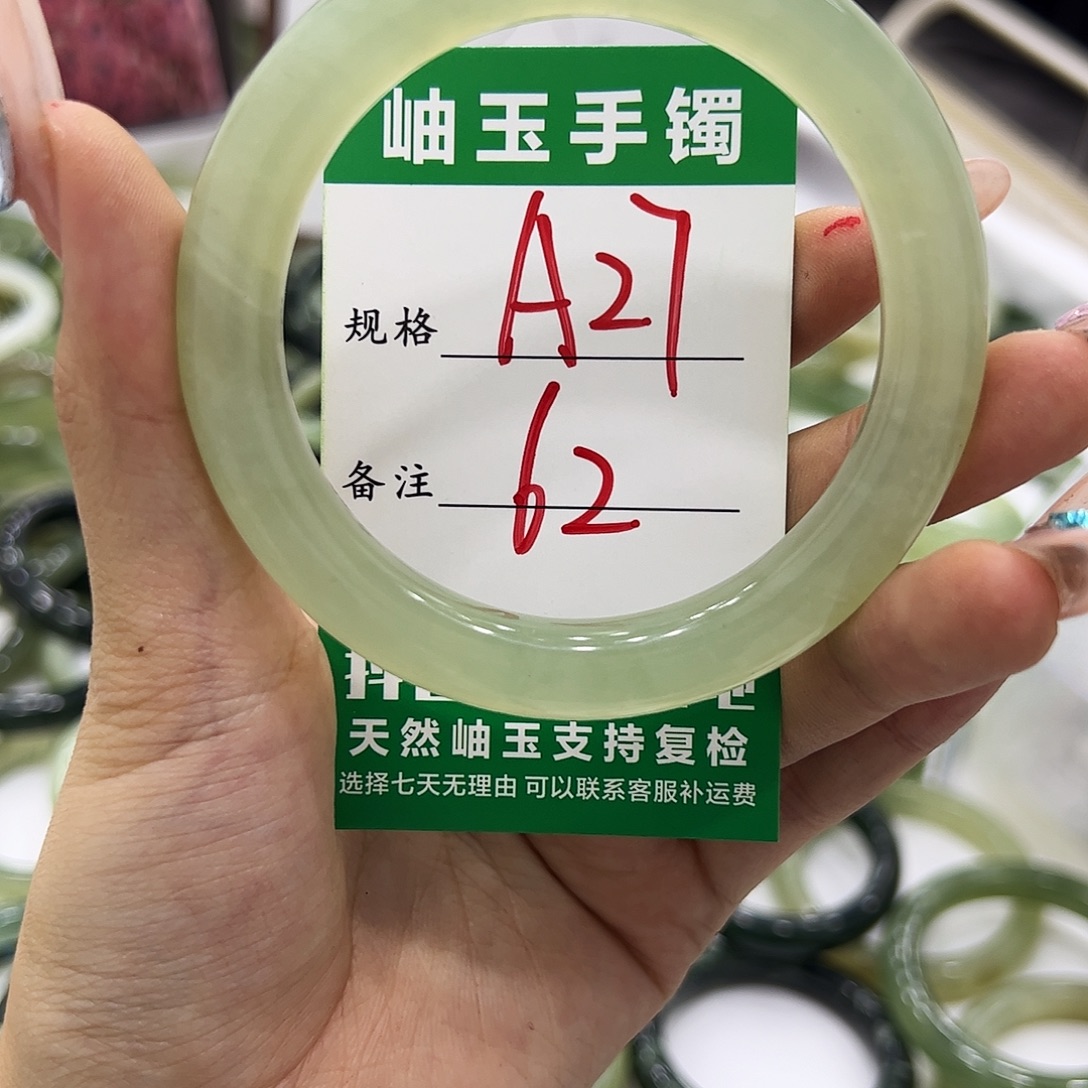 岫玉手镯
规格 A27
备注 62
天然岫玉支持复检
选择七天无理由 可以联系客服补运费